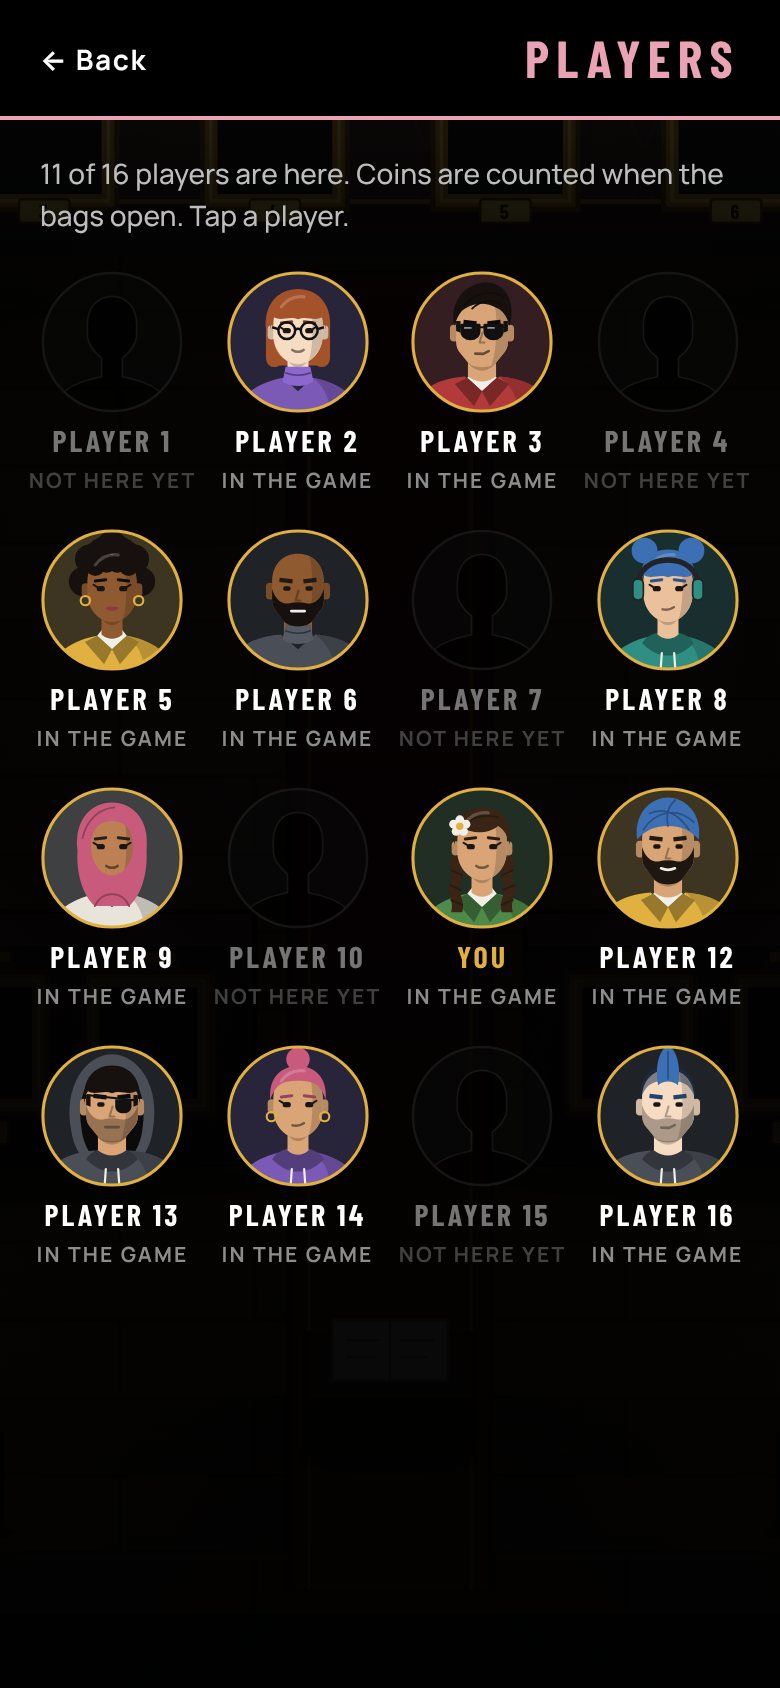 ← Back
PLAYERS
11 of 16 players are here. Coins are counted when the
bags open. Tap a player.
5
6
PLAYER 1
PLAYER 2
PLAYER 3
PLAYER 4
NOT HERE YET
IN THE GAME
IN THE GAME
NOT HERE YET
PLAYER 5
PLAYER 6
PLAYER 7
PLAYER 8
IN THE GAME
IN THE GAME
NOT HERE YET
IN THE GAME
PLAYER 9
PLAYER 10
YOU
PLAYER 12
IN THE GAME
NOT HERE YET
IN THE GAME
IN THE GAME
PLAYER 13
PLAYER 14
PLAYER 15
PLAYER 16
IN THE GAME
IN THE GAME
NOT HERE YET
IN THE GAME